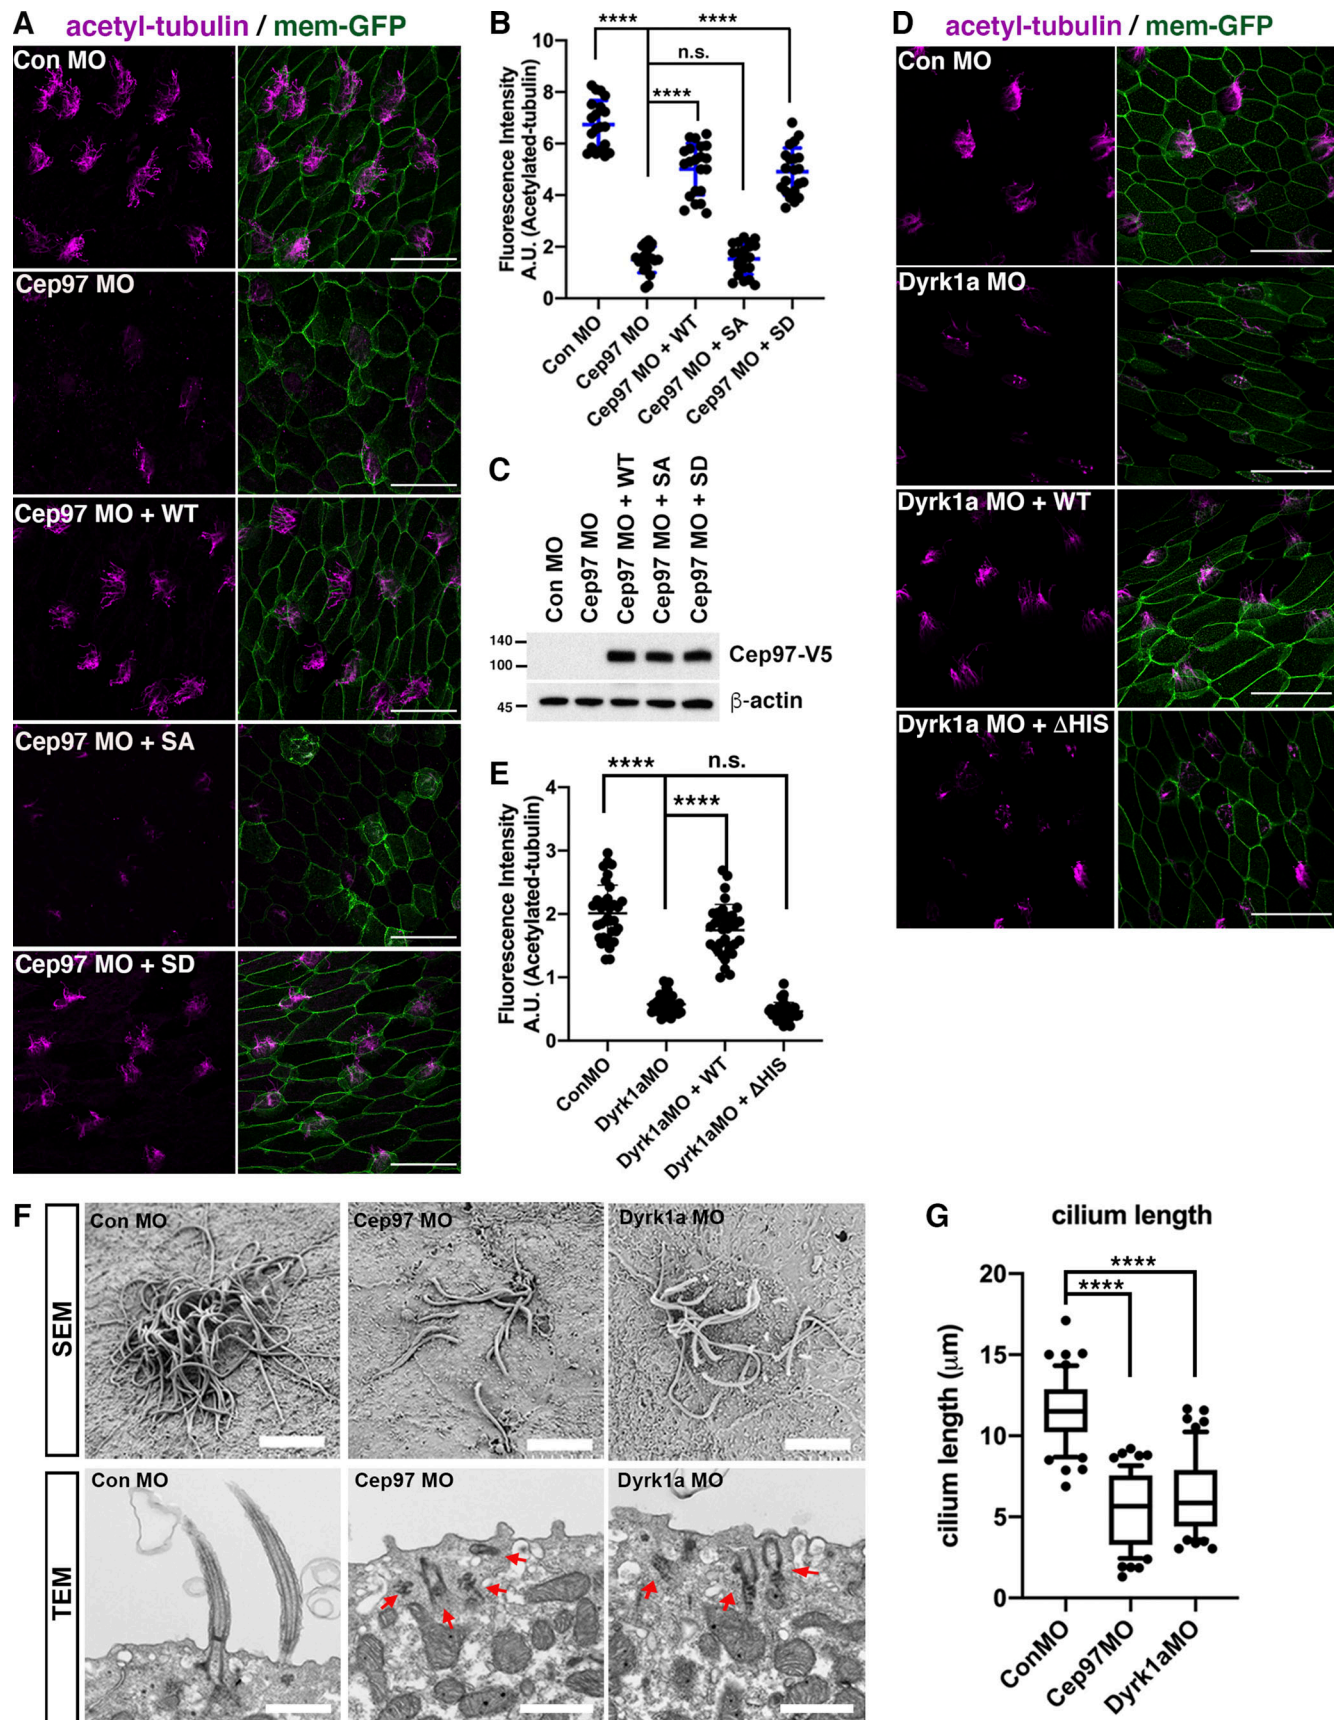 A
acetyl-tubulin / mem-GFP
Con MO
Cep97 MO
Cep97 MO + WT
Cep97 MO + SA
Cep97 MO + SD
B
****
****
n.s.
****
Fluorescence Intensity
A.U. (Acetylated-tubulin)
10
8
6
4
2
0
Con MO
Cep97 MO
Cep97 MO + WT
Cep97 MO + SA
Cep97 MO + SD
C
Con MO
Cep97 MO
Cep97 MO + WT
Cep97 MO + SA
Cep97 MO + SD
140
100
Cep97-V5
45
β-actin
D
acetyl-tubulin / mem-GFP
Con MO
Dyrk1a MO
Dyrk1a MO + WT
Dyrk1a MO + ΔHIS
E
****
n.s.
****
Fluorescence Intensity
A.U. (Acetylated-tubulin)
4
3
2
1
0
ConMO
Dyrk1aMO
Dyrk1aMO + WT
Dyrk1aMO + ΔHIS
F
SEM
Con MO
Cep97 MO
Dyrk1a MO
TEM
Con MO
Cep97 MO
Dyrk1a MO
G
cilium length
****
****
cilium length (μm)
20
15
10
5
0
ConMO
Cep97MO
Dyrk1aMO